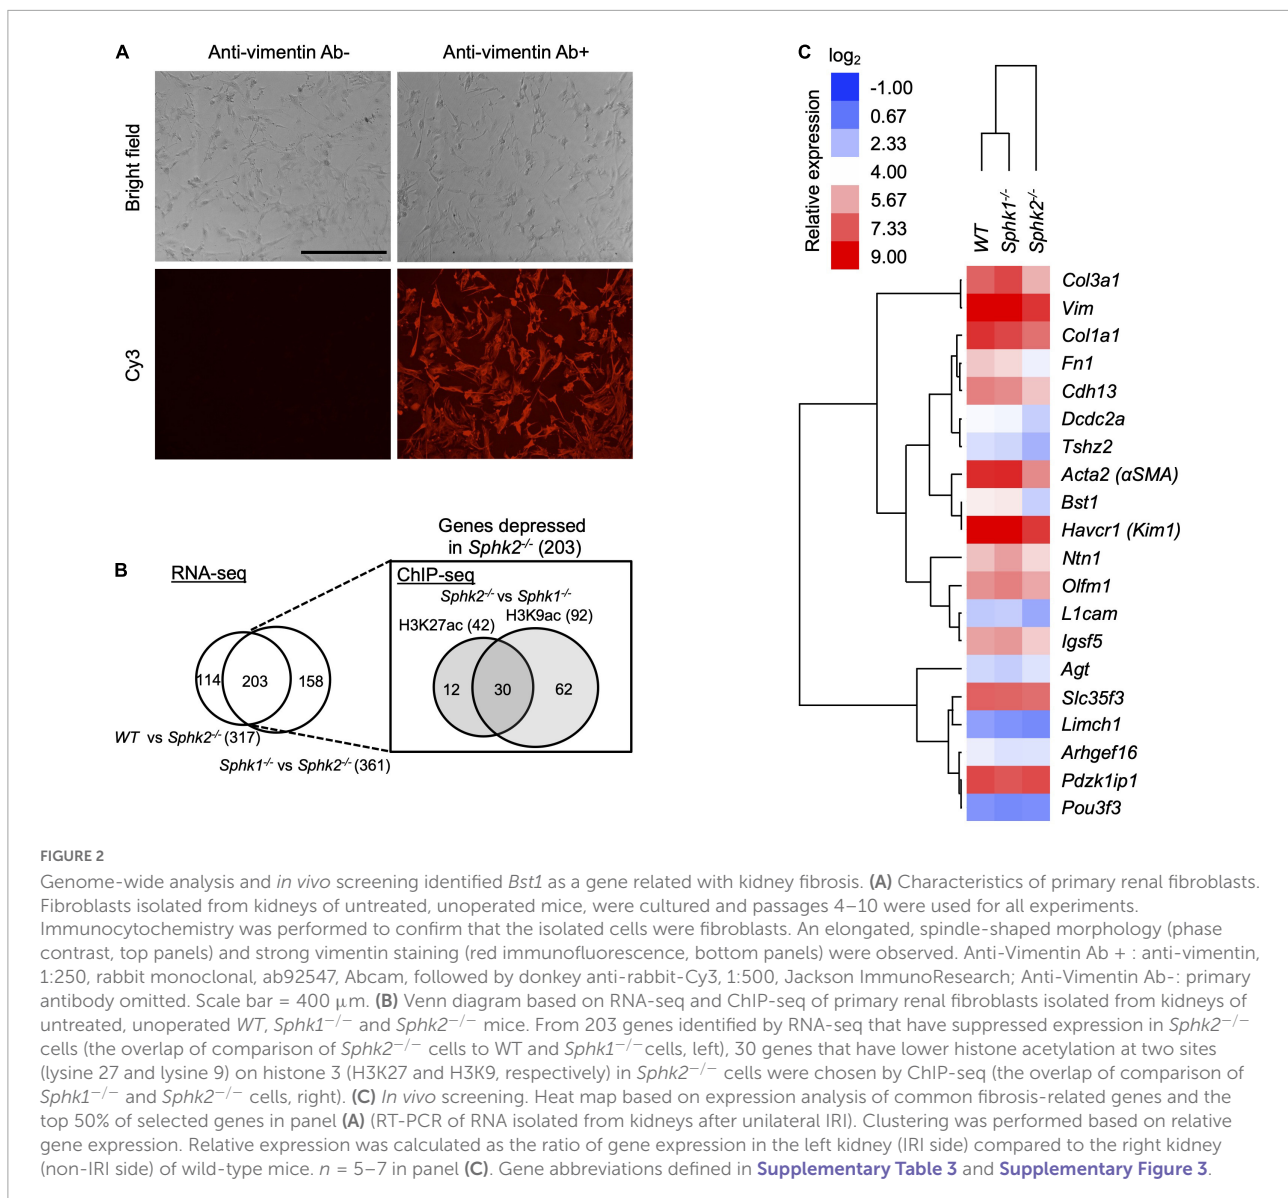 A
Anti-vimentin Ab-
Anti-vimentin Ab+
Bright field
Cy3
B
RNA-seq
114
203
158
WT vs Sphk2-/- (317)
Sphk1-/- vs Sphk2-/- (361)
Genes depressed
in Sphk2-/- (203)
ChIP-seq
Sphk2-/- vs Sphk1-/-
H3K27ac (42)
H3K9ac (92)
12
30
62
C
log2
Relative expression
-1.00
0.67
2.33
4.00
5.67
7.33
9.00
WT
Sphk1-/-
Sphk2-/-
Col3a1
Vim
Col1a1
Fn1
Cdh13
Dcdc2a
Tshz2
Acta2 (αSMA)
Bst1
Havcr1 (Kim1)
Ntn1
Olfm1
L1cam
Igsf5
Agt
Slc35f3
Limch1
Arhgef16
Pdzk1ip1
Pou3f3
FIGURE 2
Genome-wide analysis and in vivo screening identified Bst1 as a gene related with kidney fibrosis. (A) Characteristics of primary renal fibroblasts.
Fibroblasts isolated from kidneys of untreated, unoperated mice, were cultured and passages 4–10 were used for all experiments.
Immunocytochemistry was performed to confirm that the isolated cells were fibroblasts. An elongated, spindle-shaped morphology (phase
contrast, top panels) and strong vimentin staining (red immunofluorescence, bottom panels) were observed. Anti-Vimentin Ab + : anti-vimentin,
1:250, rabbit monoclonal, ab92547, Abcam, followed by donkey anti-rabbit-Cy3, 1:500, Jackson ImmunoResearch; Anti-Vimentin Ab-: primary
antibody omitted. Scale bar = 400 μm. (B) Venn diagram based on RNA-seq and ChIP-seq of primary renal fibroblasts isolated from kidneys of
untreated, unoperated WT, Sphk1−/− and Sphk2−/− mice. From 203 genes identified by RNA-seq that have suppressed expression in Sphk2−/−
cells (the overlap of comparison of Sphk2−/− cells to WT and Sphk1−/−cells, left), 30 genes that have lower histone acetylation at two sites
(lysine 27 and lysine 9) on histone 3 (H3K27 and H3K9, respectively) in Sphk2−/− cells were chosen by ChIP-seq (the overlap of comparison of
Sphk1−/− and Sphk2−/− cells, right). (C) In vivo screening. Heat map based on expression analysis of common fibrosis-related genes and the
top 50% of selected genes in panel (A) (RT-PCR of RNA isolated from kidneys after unilateral IRI). Clustering was performed based on relative
gene expression. Relative expression was calculated as the ratio of gene expression in the left kidney (IRI side) compared to the right kidney
(non-IRI side) of wild-type mice. n = 5–7 in panel (C). Gene abbreviations defined in Supplementary Table 3 and Supplementary Figure 3.